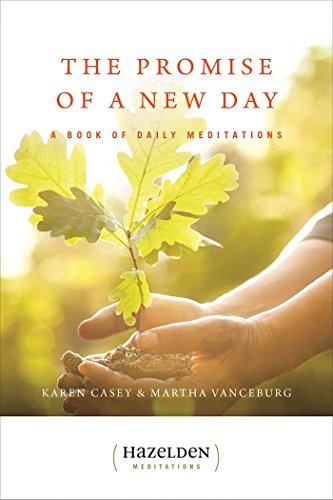 THE PROMISE
OF A NEW DAY
A BOOK OF DAILY MEDITATIONS
KAREN CASEY & MARTHA VANCEBURG
HAZELDEN
MEDITATIONS